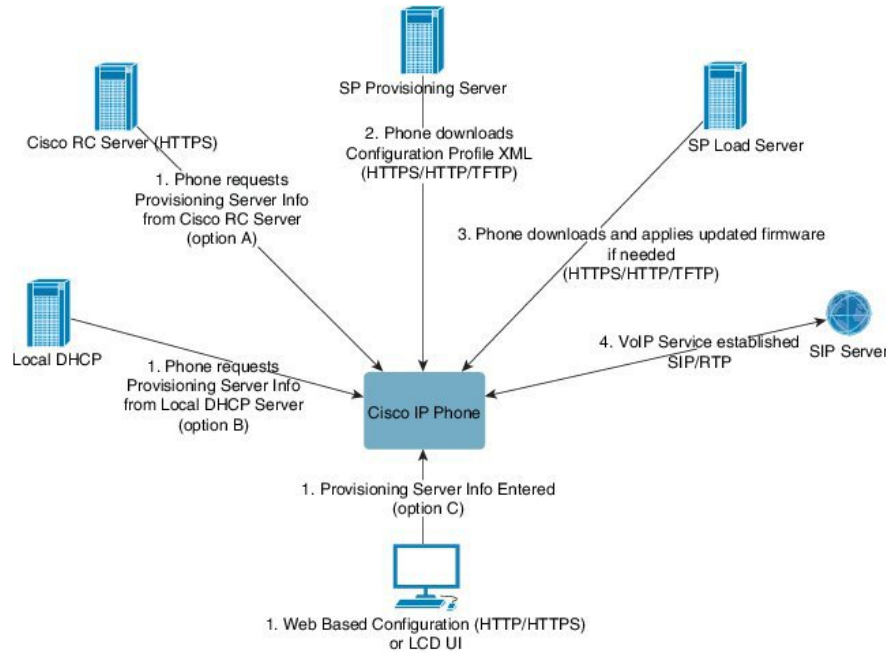 SP Provisioning Server
Cisco RC Server (HTTPS)
SP Load Server
2. Phone downloads
Configuration Profile XML
(HTTPS/HTTP/TFTP)
1. Phone requests
Provisioning Server Info
from Cisco RC Server
(option A)
3. Phone downloads and applies updated firmware
if needed
(HTTPS/HTTP/TFTP)
Local DHCP
1. Phone requests
Provisioning Server Info
from Local DHCP Server
(option B)
4. VoIP Service established
SIP/RTP
SIP Server
Cisco IP Phone
1. Provisioning Server Info Entered
(option C)
1. Web Based Configuration (HTTP/HTTPS)
or LCD UI